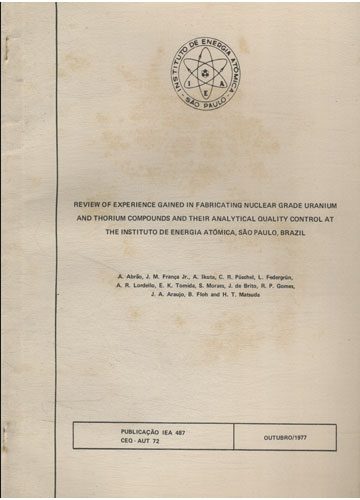 INSTITUTO DE ENERGIA ATÔMICA
I A
E
SÃO PAULO
REVIEW OF EXPERIENCE GAINED IN FABRICATING NUCLEAR GRADE URANIUM
AND THORIUM COMPOUNDS AND THEIR ANALYTICAL QUALITY CONTROL AT
THE INSTITUTO DE ENERGIA ATÔMICA, SÃO PAULO, BRAZIL
A. Abrão, J. M. França Jr., A. Ikuta, C. R. Püschel, L. Federgrün,
A. R. Lordello, E. K. Tomida, S. Moraes, J. de Brito, R. P. Gomes,
J. A. Araujo, B. Floh and H. T. Matsuda
PUBLICAÇÃO IEA 487
CEQ - AUT 72
OUTUBRO/1977